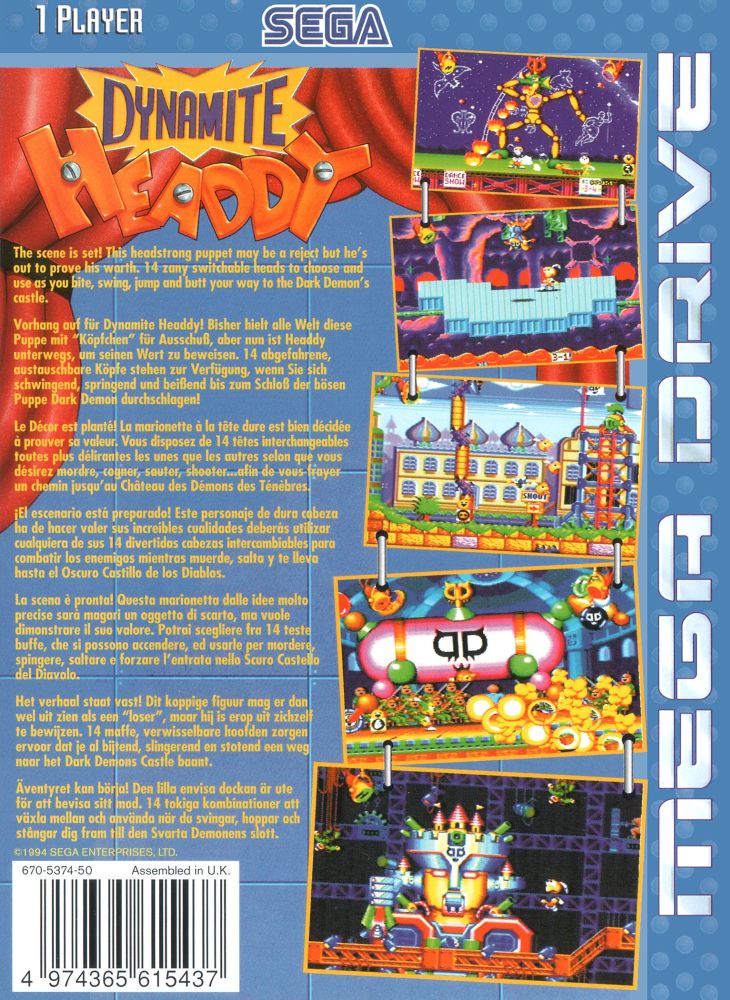 1 PLAYER
SEGA
DYNAMITE
HEADDY
The scene is set! This headstrong puppet may be a reject but he's
out to prove his worth. 14 zany switchable heads to choose and
use as you bite, swing, jump and butt your way to the Dark Demon's
castle.
Vorhang auf für Dynamite Headdy! Bisher hielt alle Welt diese
Puppe mit "Köpfchen" für Ausschuß, aber nun ist Headdy
unterwegs, um seinen Wert zu beweisen. 14 abgefahrene,
austauschbare Köpfe stehen zur Verfügung, wenn Sie sich
schwingend, springend und beißend bis zum Schloß der bösen
Puppe Dark Demon durchschlagen!
Le Décor est planté! La marionette à la tête dure est bien décidée
à prouver sa valeur. Vous disposez de 14 têtes interchangeables
toutes plus délirantes les unes que les autres selon que vous
désirez mordre, cogner, sauter, shooter...afin de vous frayer
un chemin jusqu'au Château des Démons des Ténèbres.
¡El escenario está preparado! Este personaje de dura cabeza
ha de hacer valer sus increibles cualidades deberás utilizar
cualquiera de sus 14 divertidas cabezas intercambiables para
combatir los enemigos mientras muerde, salta y te lleva
hasta el Oscuro Castillo de los Diablos.
La scena è pronta! Questa marionetta dalle idee molto
precise sarà magari un oggetto di scarto, ma vuole
dimonstrare il suo valore. Potrai scegliere fra 14 teste
buffe, che si possono accendere, ed usarle per mordere,
spingere, saltare e forzare l'entrata nello Scuro Castello
del Diavolo.
Het verhaal staat vast! Dit koppige figuur mag er dan
wel uit zien als een "loser", maar hij is erop uit zichzelf
te bewijzen. 14 maffe, verwisselbare hoofden zorgen
ervoor dat je al bijtend, slingerend en stotend een weg
naar het Dark Demons Castle baant.
Äventyret kan börja! Den lilla envisa dockan är ute
för att bevisa sitt mod. 14 tokiga kombinationer att
växla mellan och använda när du svingar, hoppar och
stångar dig fram till den Svarta Demonens slott.
©1994 SEGA ENTERPRISES, LTD.
670-5374-50 Assembled in U.K.
4 974365 615437
DANCE
SHOW
3-4
3-1
SHOUT
MEGA DRIVE